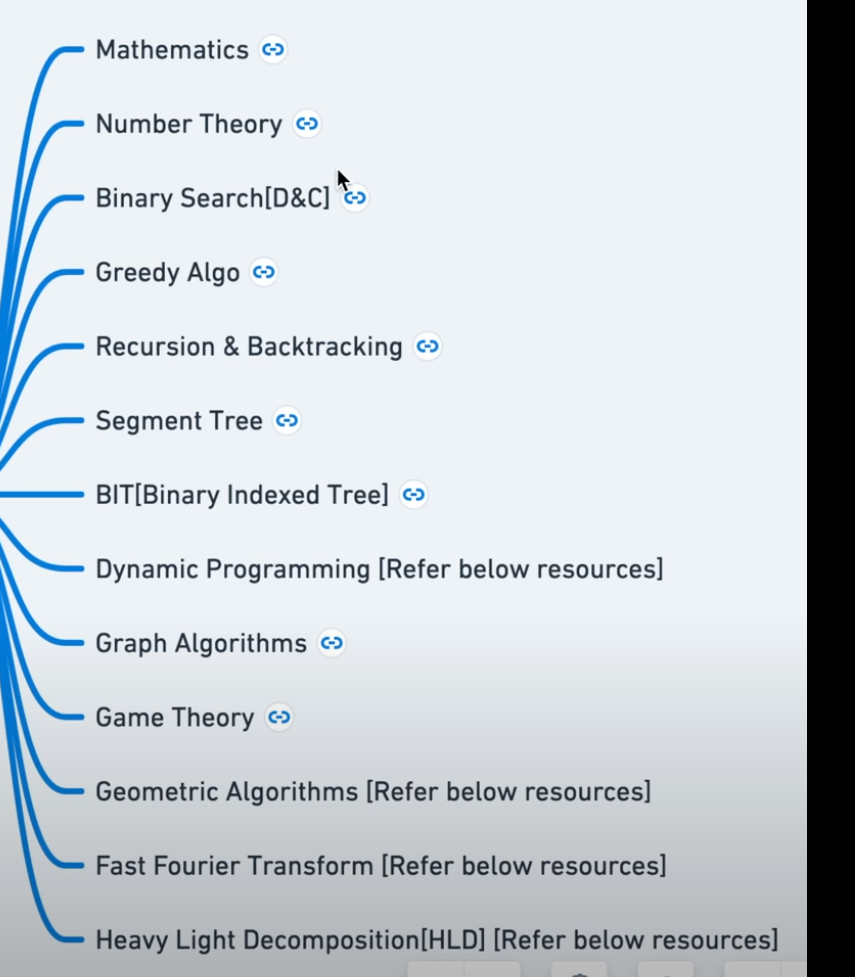 Mathematics
Number Theory
Binary Search[D&C]
Greedy Algo
Recursion & Backtracking
Segment Tree
BIT[Binary Indexed Tree]
Dynamic Programming [Refer below resources]
Graph Algorithms
Game Theory
Geometric Algorithms [Refer below resources]
Fast Fourier Transform [Refer below resources]
Heavy Light Decomposition[HLD] [Refer below resources]